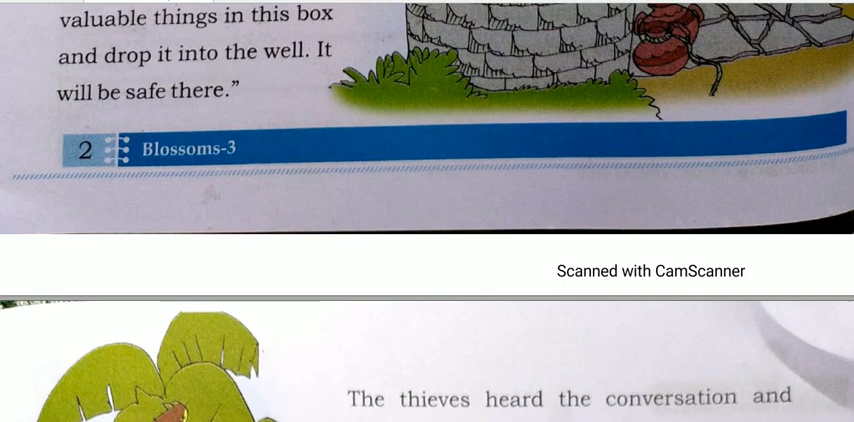 valuable things in this box
and drop it into the well. It
will be safe there.”
2 Blossoms-3
Scanned with CamScanner
The thieves heard the conversation and